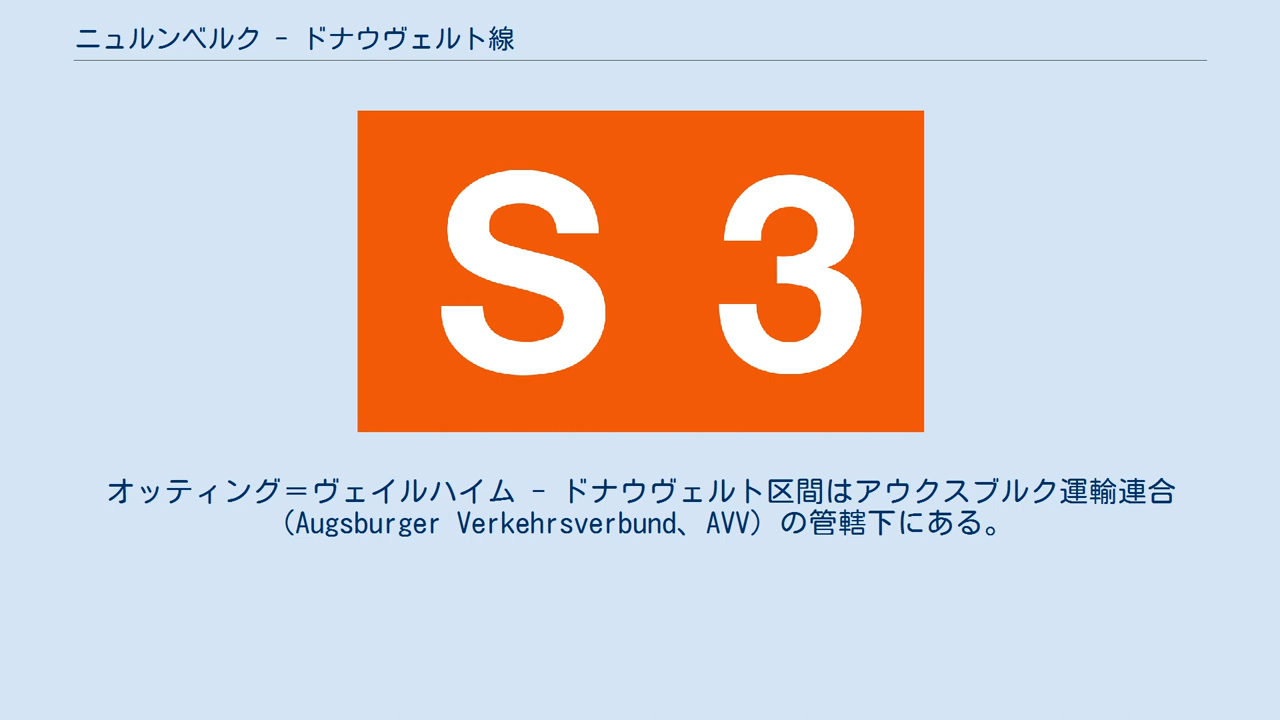 ニュルンベルク － ドナウヴェルト線
S 3
オッティング＝ヴェイルハイム － ドナウヴェルト区間はアウクスブルク運輸連合
（Augsburger Verkehrsverbund、AVV）の管轄下にある。